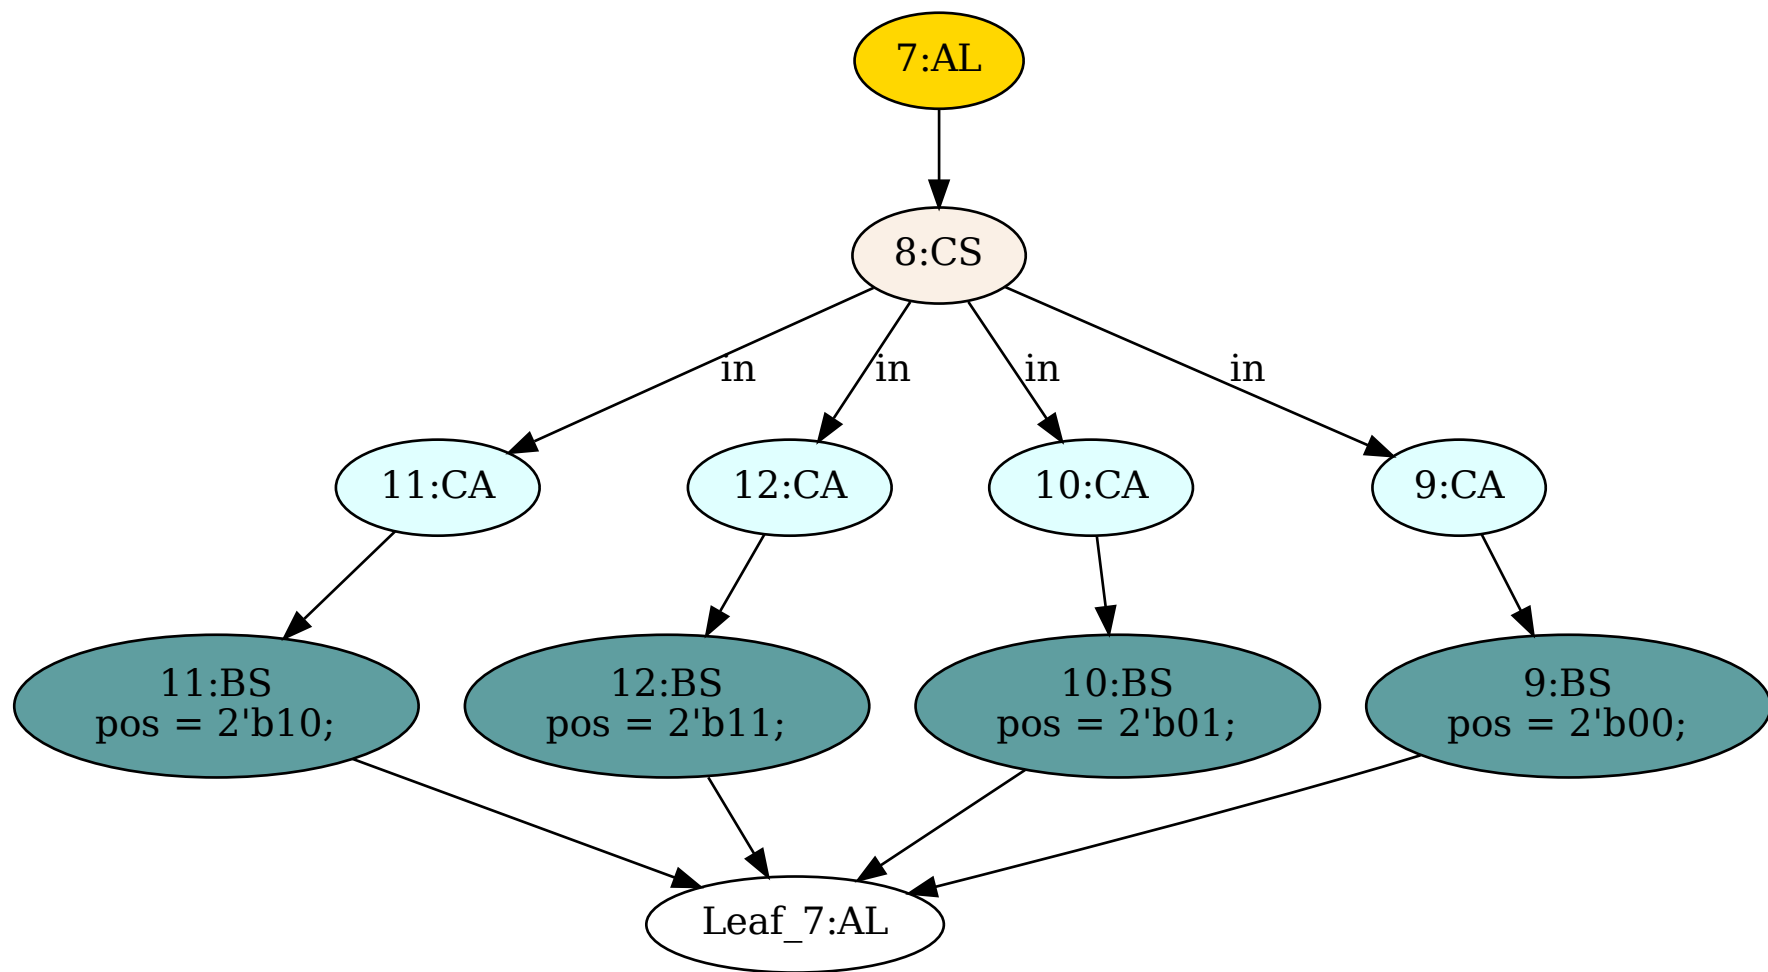 7:AL
8:CS
in
in
in
in
11:CA
12:CA
10:CA
9:CA
11:BS
pos = 2'b10;
12:BS
pos = 2'b11;
10:BS
pos = 2'b01;
9:BS
pos = 2'b00;
Leaf_7:AL